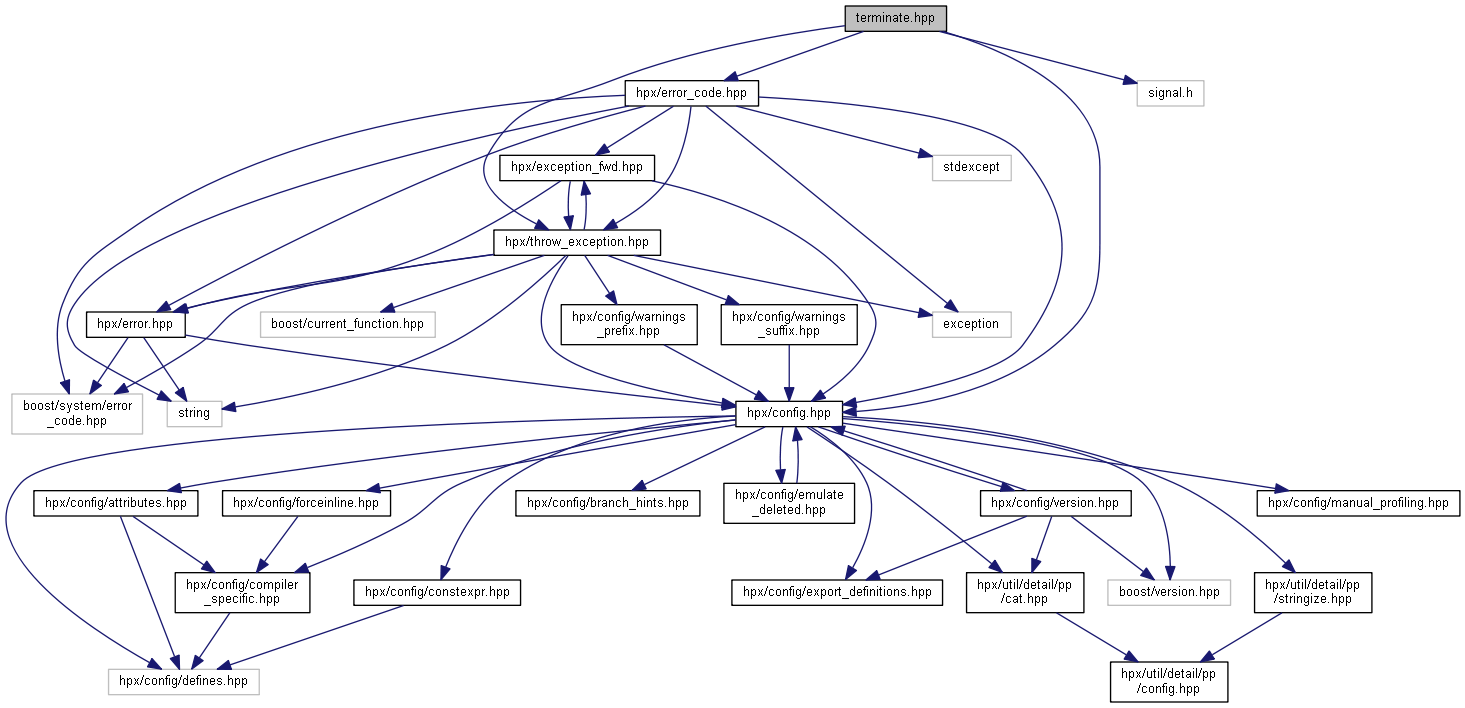 terminate.hpp
hpx/error_code.hpp
signal.h
hpx/exception_fwd.hpp
stdexcept
hpx/throw_exception.hpp
hpx/error.hpp
boost/current_function.hpp
hpx/config/warnings
_prefix.hpp
hpx/config/warnings
_suffix.hpp
exception
boost/system/error
_code.hpp
string
hpx/config.hpp
hpx/config/attributes.hpp
hpx/config/forceinline.hpp
hpx/config/branch_hints.hpp
hpx/config/emulate
_deleted.hpp
hpx/config/version.hpp
hpx/config/manual_profiling.hpp
hpx/config/compiler
_specific.hpp
hpx/config/constexpr.hpp
hpx/config/export_definitions.hpp
hpx/util/detail/pp
/cat.hpp
boost/version.hpp
hpx/util/detail/pp
/stringize.hpp
hpx/config/defines.hpp
hpx/util/detail/pp
/config.hpp